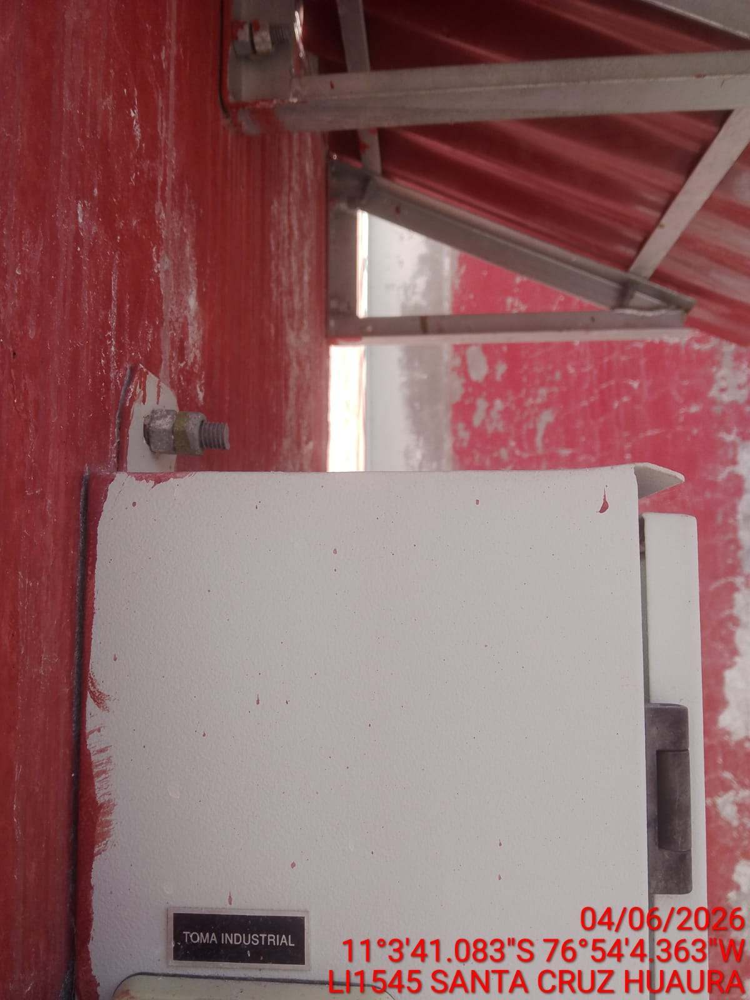 TOMA INDUSTRIAL
04/06/2026
11°3'41.083"S 76°54'4.363"W
LI1545 SANTA CRUZ HUAURA